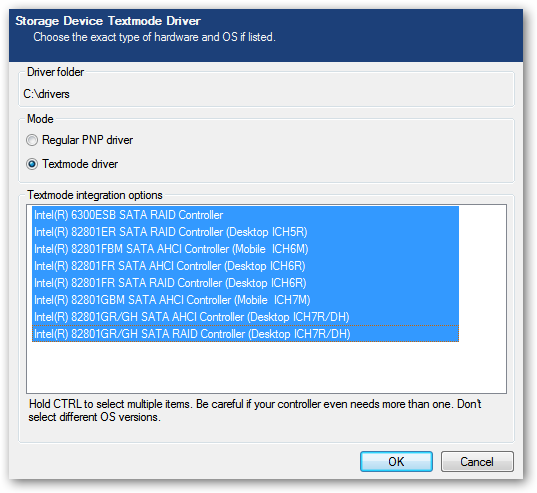 Storage Device Textmode Driver
Choose the exact type of hardware and OS if listed.
Driver folder
C:\drivers
Mode
Regular PNP driver
Textmode driver
Textmode integration options
Intel(R) 6300ESB SATA RAID Controller
Intel(R) 82801ER SATA RAID Controller (Desktop ICH5R)
Intel(R) 82801FBM SATA AHCI Controller (Mobile  ICH6M)
Intel(R) 82801FR SATA AHCI Controller (Desktop ICH6R)
Intel(R) 82801FR SATA RAID Controller (Desktop ICH6R)
Intel(R) 82801GBM SATA AHCI Controller (Mobile  ICH7M)
Intel(R) 82801GR/GH SATA AHCI Controller (Desktop ICH7R/DH)
Intel(R) 82801GR/GH SATA RAID Controller (Desktop ICH7R/DH)
Hold CTRL to select multiple items. Be careful if your controller even needs more than one. Don't
select different OS versions.
OK Cancel